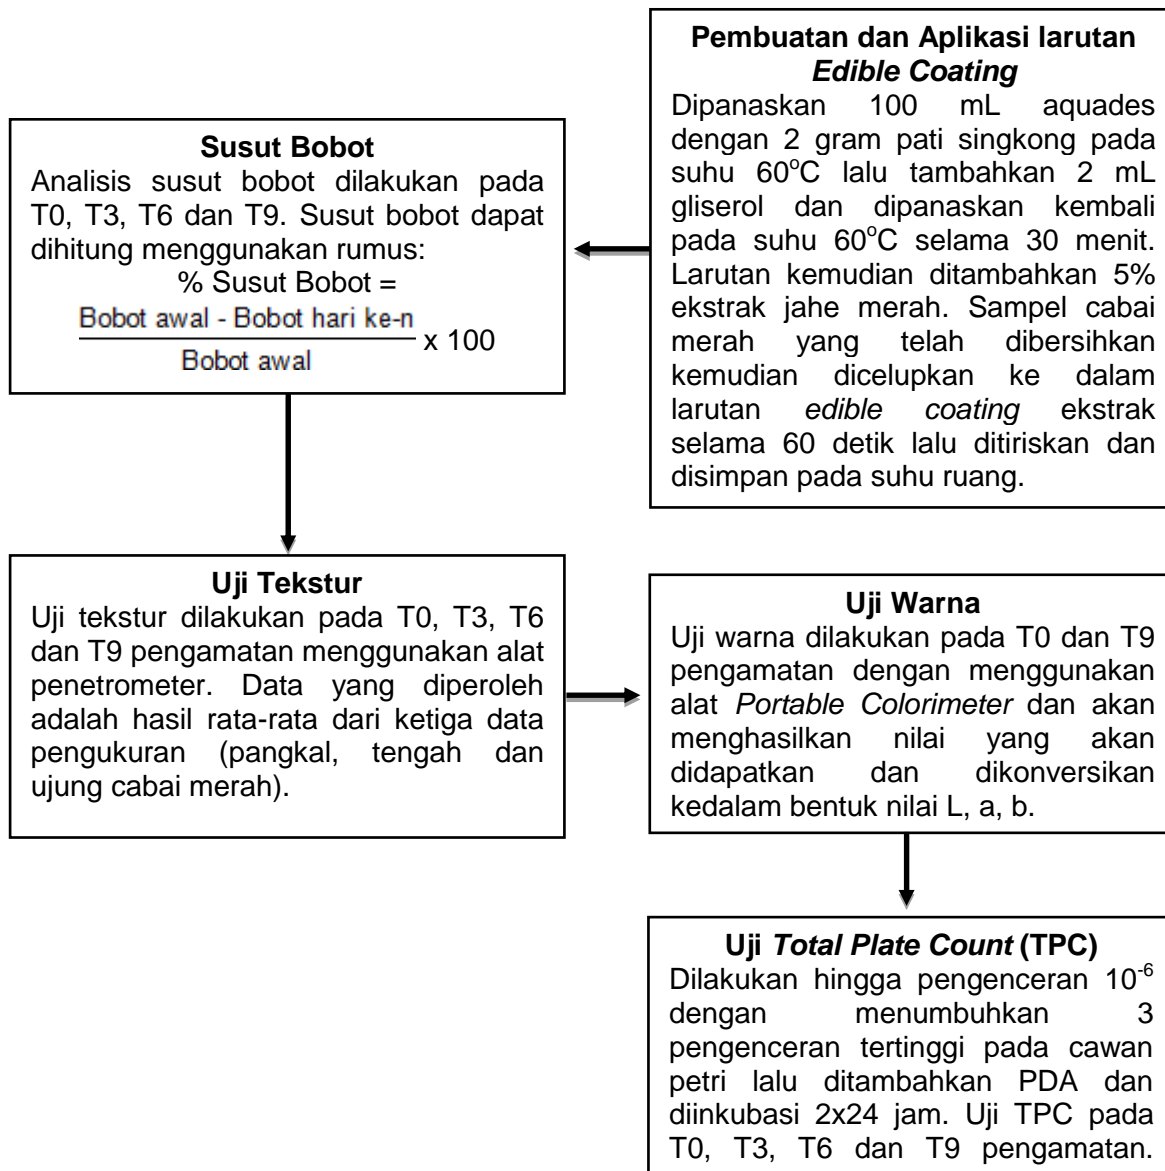 Pembuatan dan Aplikasi larutan
Edible Coating
Dipanaskan 100 mL aquades
dengan 2 gram pati singkong pada
suhu 60°C lalu tambahkan 2 mL
gliserol dan dipanaskan kembali
pada suhu 60°C selama 30 menit.
Larutan kemudian ditambahkan 5%
ekstrak jahe merah. Sampel cabai
merah yang telah dibersihkan
kemudian dicelupkan ke dalam
larutan edible coating ekstrak
selama 60 detik lalu ditiriskan dan
disimpan pada suhu ruang.
Susut Bobot
Analisis susut bobot dilakukan pada
T0, T3, T6 dan T9. Susut bobot dapat
dihitung menggunakan rumus:
% Susut Bobot =
Bobot awal - Bobot hari ke-n
x 100
Bobot awal
Uji Tekstur
Uji tekstur dilakukan pada T0, T3, T6
dan T9 pengamatan menggunakan alat
penetrometer. Data yang diperoleh
adalah hasil rata-rata dari ketiga data
pengukuran (pangkal, tengah dan
ujung cabai merah).
Uji Warna
Uji warna dilakukan pada T0 dan T9
pengamatan dengan menggunakan
alat Portable Colorimeter dan akan
menghasilkan nilai yang akan
didapatkan dan dikonversikan
kedalam bentuk nilai L, a, b.
Uji Total Plate Count (TPC)
Dilakukan hingga pengenceran 10⁻⁶
dengan menumbuhkan 3
pengenceran tertinggi pada cawan
petri lalu ditambahkan PDA dan
diinkubasi 2x24 jam. Uji TPC pada
T0, T3, T6 dan T9 pengamatan.